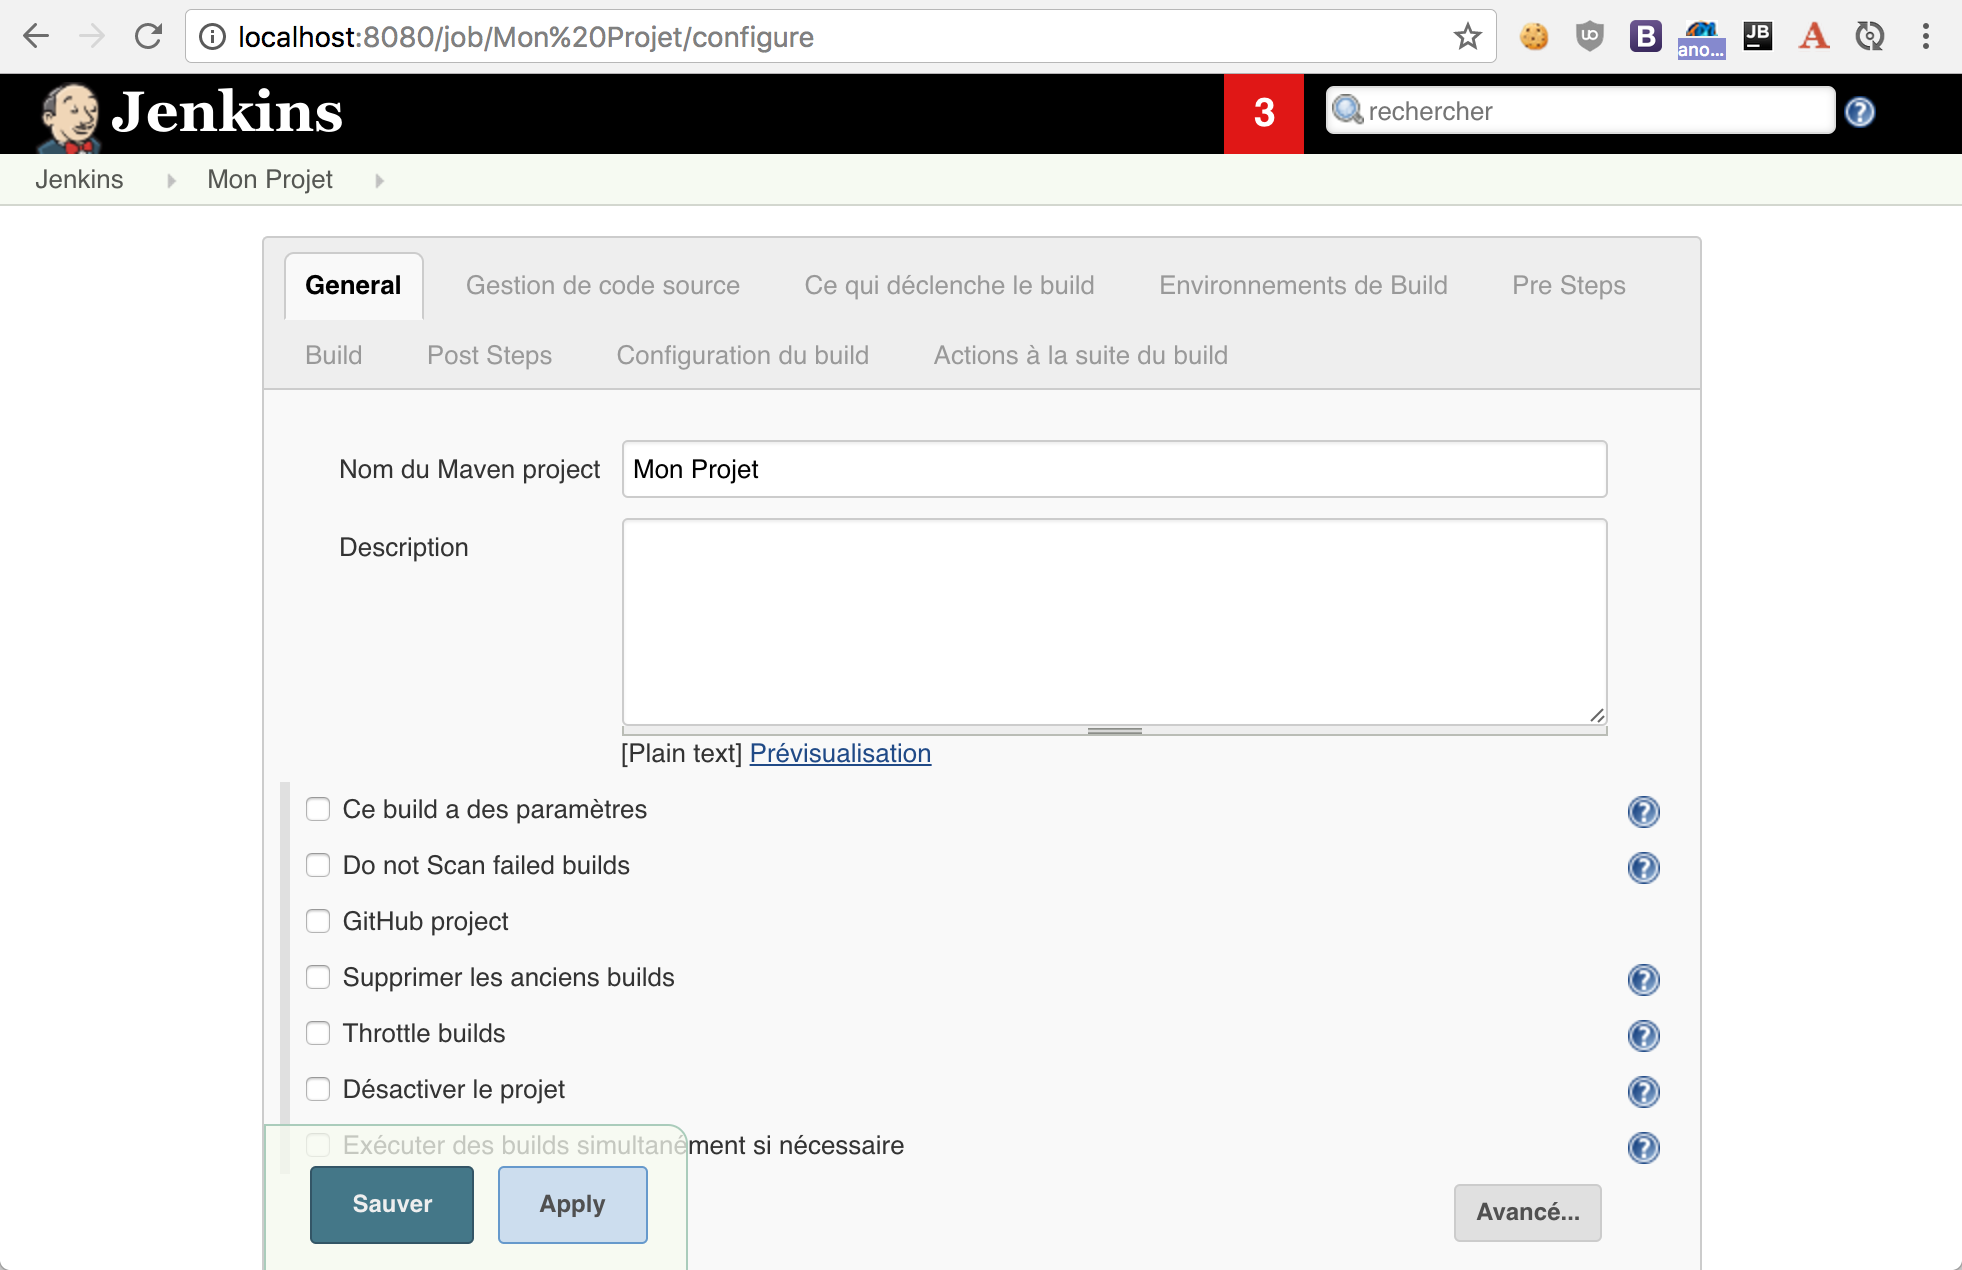 localhost:8080/job/Mon%20Projet/configure
UO
B
ano...
JB
A
Jenkins
3
rechercher
?
Jenkins
Mon Projet
General
Gestion de code source
Ce qui déclenche le build
Environnements de Build
Pre Steps
Build
Post Steps
Configuration du build
Actions à la suite du build
Nom du Maven project
Mon Projet
Description
[Plain text] Prévisualisation
Ce build a des paramètres
?
Do not Scan failed builds
?
GitHub project
Supprimer les anciens builds
?
Throttle builds
?
Désactiver le projet
?
Exécuter des builds simultanément si nécessaire
?
Sauver
Apply
Avancé...